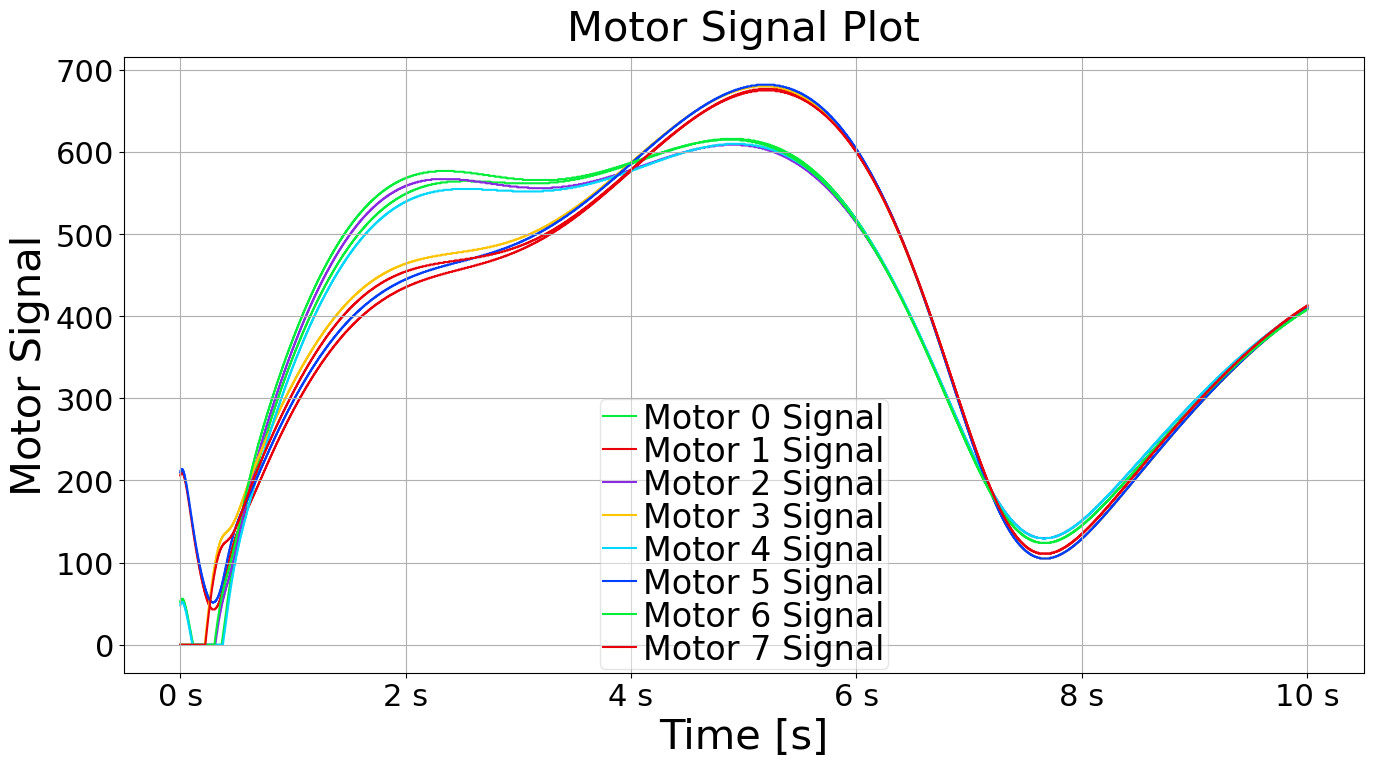 Motor Signal Plot
Motor Signal
700
600
500
400
300
200
100
0
Motor 0 Signal
Motor 1 Signal
Motor 2 Signal
Motor 3 Signal
Motor 4 Signal
Motor 5 Signal
Motor 6 Signal
Motor 7 Signal
0 s 2 s 4 s 6 s 8 s 10 s
Time [s]